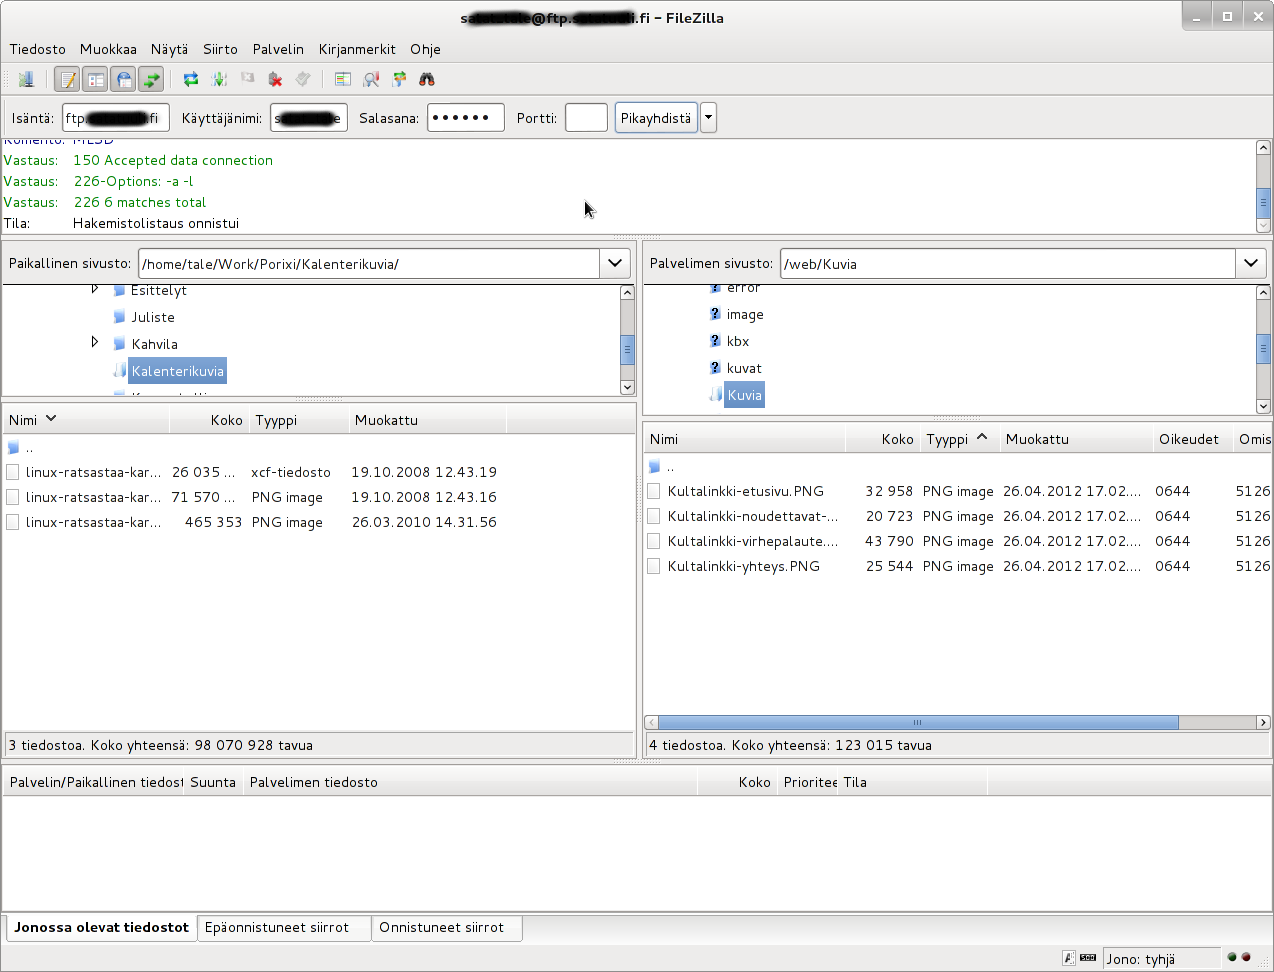 @ftp. .fi - FileZilla
Tiedosto Muokkaa Näytä Siirto Palvelin Kirjanmerkit Ohje
Isäntä: ftp fi Käyttäjänimi: s e Salasana: •••••• Portti: Pikayhdistä
Komento: MLSD
Vastaus: 150 Accepted data connection
Vastaus: 226-Options: -a -l
Vastaus: 226 6 matches total
Tila: Hakemistolistaus onnistui
Paikallinen sivusto: /home/tale/Work/Porixi/Kalenterikuvia/
Esittelyt
Juliste
Kahvila
Kalenterikuvia
Nimi Koko Tyyppi Muokattu
..
linux-ratsastaa-kar... 26 035 ... xcf-tiedosto 19.10.2008 12.43.19
linux-ratsastaa-kar... 71 570 ... PNG image 19.10.2008 12.43.16
linux-ratsastaa-kar... 465 353 PNG image 26.03.2010 14.31.56
3 tiedostoa. Koko yhteensä: 98 070 928 tavua
Palvelimen sivusto: /web/Kuvia
error
image
kbx
kuvat
Kuvia
Nimi Koko Tyyppi Muokattu Oikeudet Omis
..
Kultalinkki-etusivu.PNG 32 958 PNG image 26.04.2012 17.02.... 0644 5126
Kultalinkki-noudettavat-... 20 723 PNG image 26.04.2012 17.02.... 0644 5126
Kultalinkki-virhepalaute.... 43 790 PNG image 26.04.2012 17.02.... 0644 5126
Kultalinkki-yhteys.PNG 25 544 PNG image 26.04.2012 17.02.... 0644 5126
4 tiedostoa. Koko yhteensä: 123 015 tavua
Palvelin/Paikallinen tiedost Suunta Palvelimen tiedosto Koko Prioritee Tila
Jonossa olevat tiedostot Epäonnistuneet siirrot Onnistuneet siirrot
Jono: tyhjä